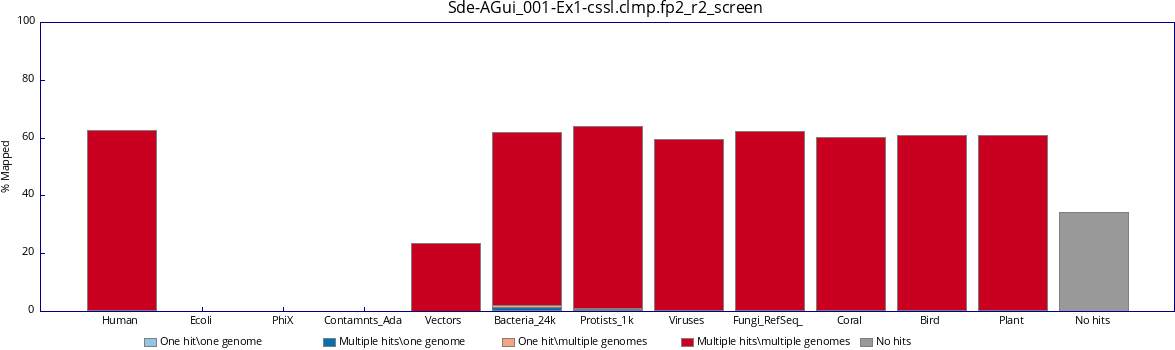 Sde-AGui_001-Ex1-cssl.clmp.fp2_r2_screen
100
80
60
40
20
0
% Mapped
Human Ecoli PhiX Contamnts_Ada Vectors Bacteria_24k Protists_1k Viruses Fungi_RefSeq_ Coral Bird Plant No hits
One hit\one genome Multiple hits\one genome One hit\multiple genomes Multiple hits\multiple genomes No hits